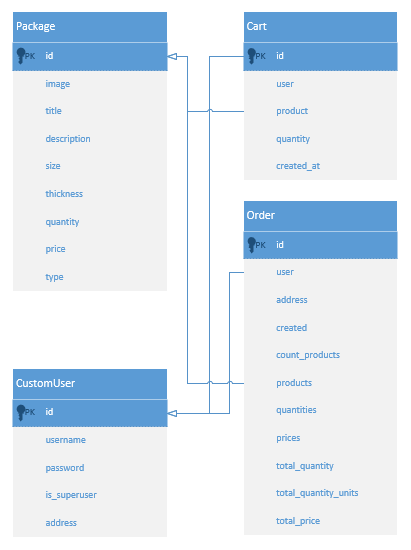 Package
PK id
image
title
description
size
thickness
quantity
price
type
Cart
PK id
user
product
quantity
created_at
Order
PK id
user
address
created
count_products
products
quantities
prices
total_quantity
total_quantity_units
total_price
CustomUser
PK id
username
password
is_superuser
address